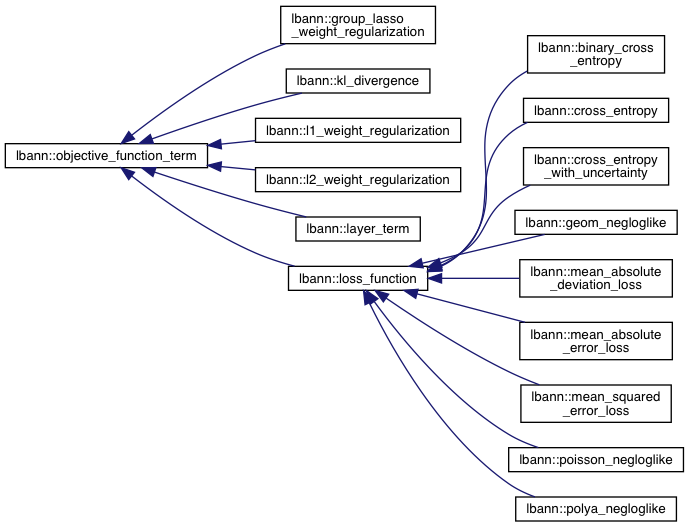 lbann::group_lasso
_weight_regularization
lbann::kl_divergence
lbann::l1_weight_regularization
lbann::objective_function_term
lbann::l2_weight_regularization
lbann::layer_term
lbann::loss_function
lbann::binary_cross
_entropy
lbann::cross_entropy
lbann::cross_entropy
_with_uncertainty
lbann::geom_negloglike
lbann::mean_absolute
_deviation_loss
lbann::mean_absolute
_error_loss
lbann::mean_squared
_error_loss
lbann::poisson_negloglike
lbann::polya_negloglike